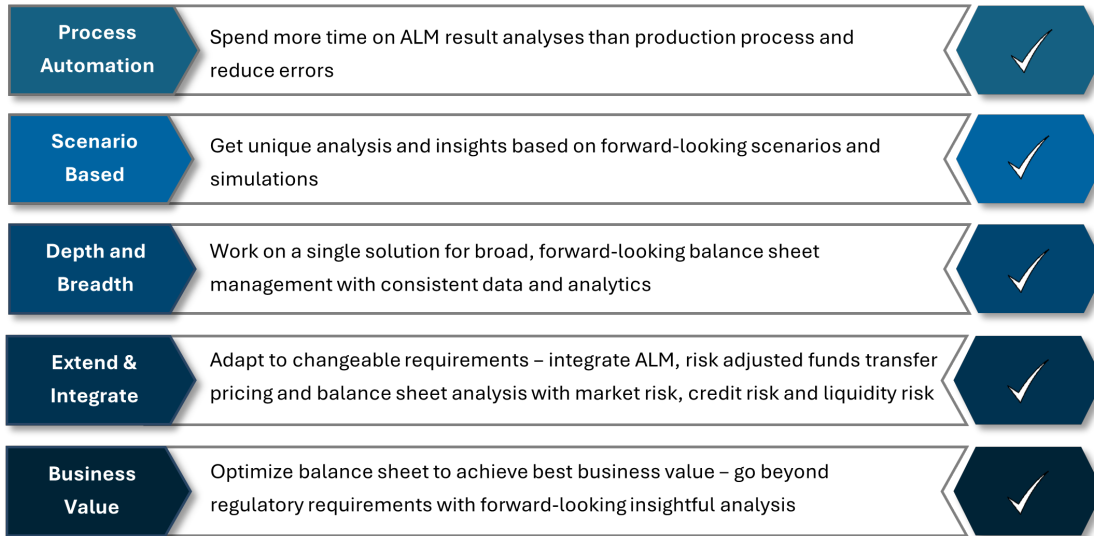 Process
Automation
Spend more time on ALM result analyses than production process and
reduce errors
Scenario
Based
Get unique analysis and insights based on forward-looking scenarios and
simulations
Depth and
Breadth
Work on a single solution for broad, forward-looking balance sheet
management with consistent data and analytics
Extend &
Integrate
Adapt to changeable requirements – integrate ALM, risk adjusted funds transfer
pricing and balance sheet analysis with market risk, credit risk and liquidity risk
Business
Value
Optimize balance sheet to achieve best business value – go beyond
regulatory requirements with forward-looking insightful analysis